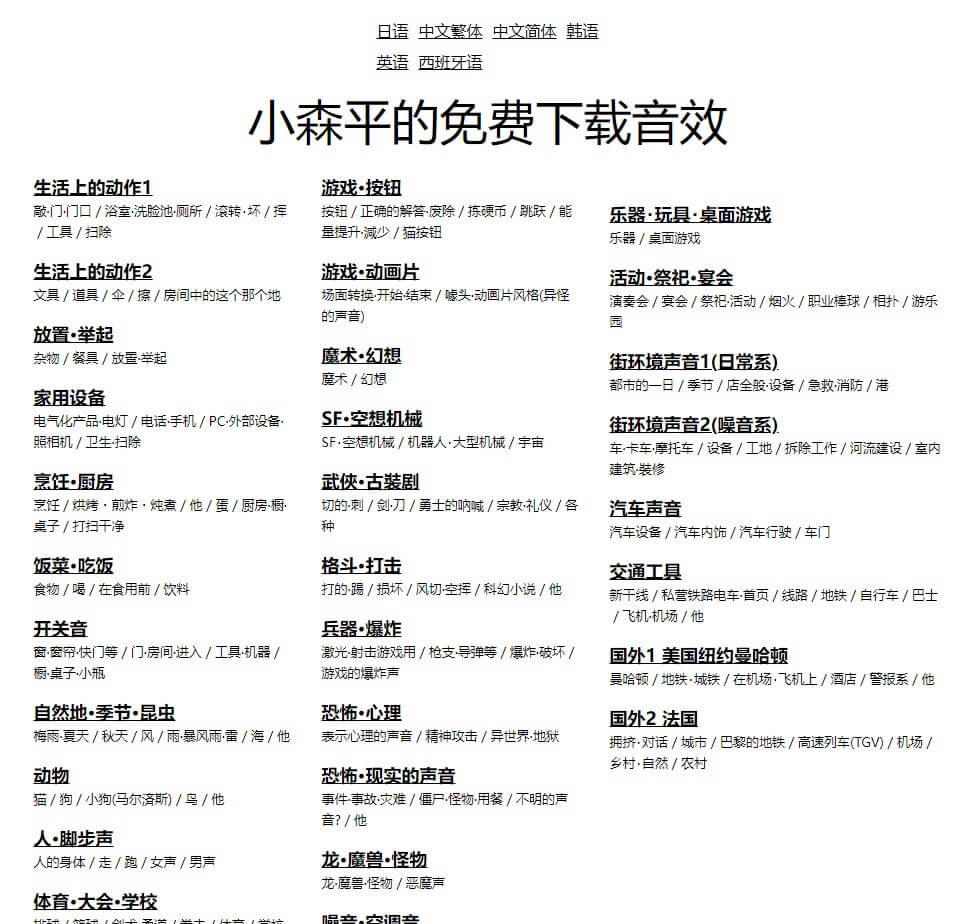 日语 中文繁体 中文简体 韩语
英语 西班牙语
小森平的免费下载音效
生活上的动作1
敲·门·门口 / 浴室·洗脸池·厕所 / 滚转·坏 / 挥
/ 工具 / 扫除
生活上的动作2
文具 / 道具 / 伞 / 擦 / 房间中的这个那个地
放置•举起
杂物 / 餐具 / 放置·举起
家用设备
电气化产品·电灯 / 电话·手机 / PC·外部设备·
照相机 / 卫生·扫除
烹饪•厨房
烹饪 / 烘烤・煎炸・炖煮 / 他 / 蛋 / 厨房·橱·
桌子 / 打扫干净
饭菜•吃饭
食物 / 喝 / 在食用前 / 饮料
开关音
窗·窗帘·快门等 / 门·房间·进入 / 工具·机器 /
橱·桌子·小瓶
自然地•季节•昆虫
梅雨·夏天 / 秋天 / 风 / 雨·暴风雨·雷 / 海 / 他
动物
猫 / 狗 / 小狗(马尔济斯) / 鸟 / 他
人•脚步声
人的身体 / 走 / 跑 / 女声 / 男声
体育•大会•学校
游戏•按钮
按钮 / 正确的解答·废除 / 拣硬币 / 跳跃 / 能
量提升·减少 / 猫按钮
游戏•动画片
场面转换·开始·结束 / 噱头·动画片风格(异怪
的声音)
魔术•幻想
魔术 / 幻想
SF•空想机械
SF·空想机械 / 机器人·大型机械 / 宇宙
武侠•古装剧
切的·刺 / 剑·刀 / 勇士的吶喊 / 宗教·礼仪 / 各
种
格斗•打击
打的·踢 / 损坏 / 风切·空挥 / 科幻小说 / 他
兵器•爆炸
激光·射击游戏用 / 枪支·导弹等 / 爆炸·破坏 /
游戏的爆炸声
恐怖•心理
表示心理的声音 / 精神攻击 / 异世界·地狱
恐怖•现实的声音
事件·事故·灾难 / 僵尸·怪物·用餐 / 不明的声
音? / 他
龙•魔兽•怪物
龙·魔兽·怪物 / 恶魔声
噪音•空调音
乐器·玩具·桌面游戏
乐器 / 桌面游戏
活动•祭祀•宴会
演奏会 / 宴会 / 祭祀·活动 / 烟火 / 职业棒球 / 相扑 / 游乐
园
街环境声音1(日常系)
都市的一日 / 季节 / 店全般·设备 / 急救·消防 / 港
街环境声音2(噪音系)
车·卡车·摩托车 / 设备 / 工地 / 拆除工作 / 河流建设 / 室内
建筑·装修
汽车声音
汽车设备 / 汽车内饰 / 汽车行驶 / 车门
交通工具
新干线 / 私营铁路电车·首页 / 线路 / 地铁 / 自行车 / 巴士
/ 飞机·机场 / 他
国外1 美国纽约曼哈顿
曼哈顿 / 地铁·城铁 / 在机场·飞机上 / 酒店 / 警报系 / 他
国外2 法国
拥挤·对话 / 城市 / 巴黎的地铁 / 高速列车(TGV) / 机场 /
乡村·自然 / 农村